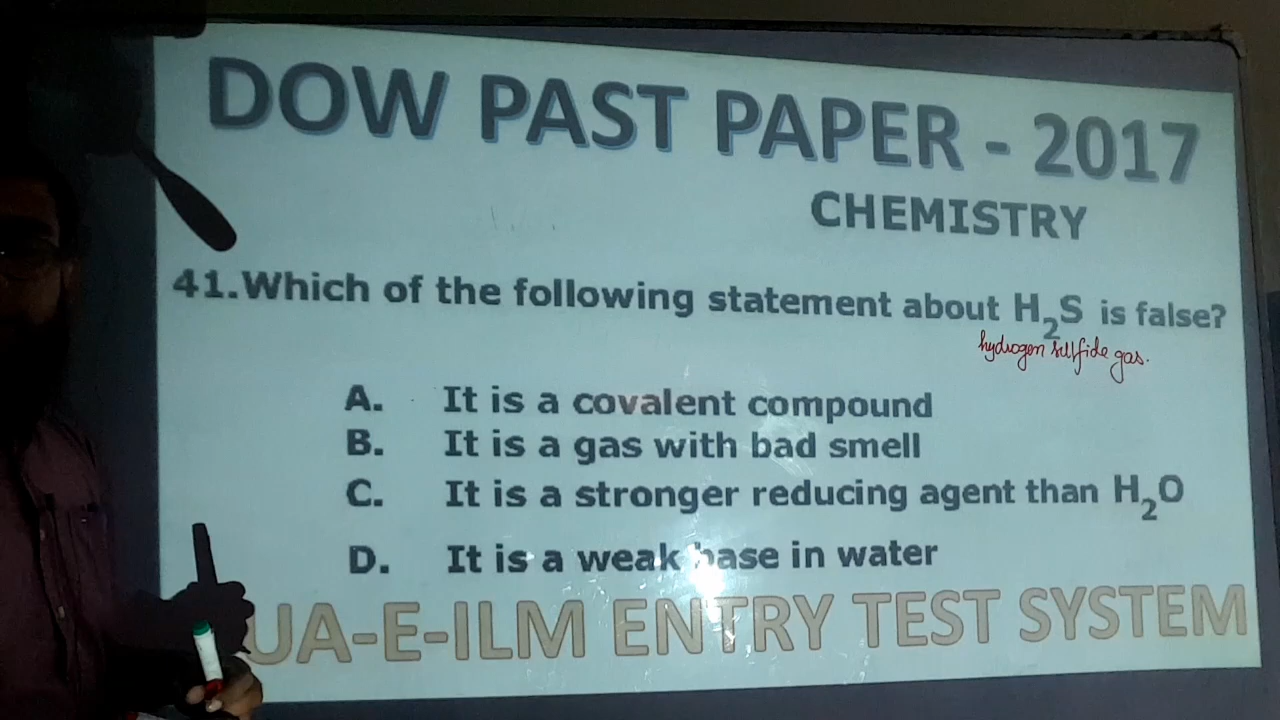 DOW PAST PAPER - 2017
CHEMISTRY
41.Which of the following statement about H₂S is false?
hydrogen sulfide gas.
A. It is a covalent compound
B. It is a gas with bad smell
C. It is a stronger reducing agent than H₂O
D. It is a weak base in water
UA-E-ILM ENTRY TEST SYSTEM